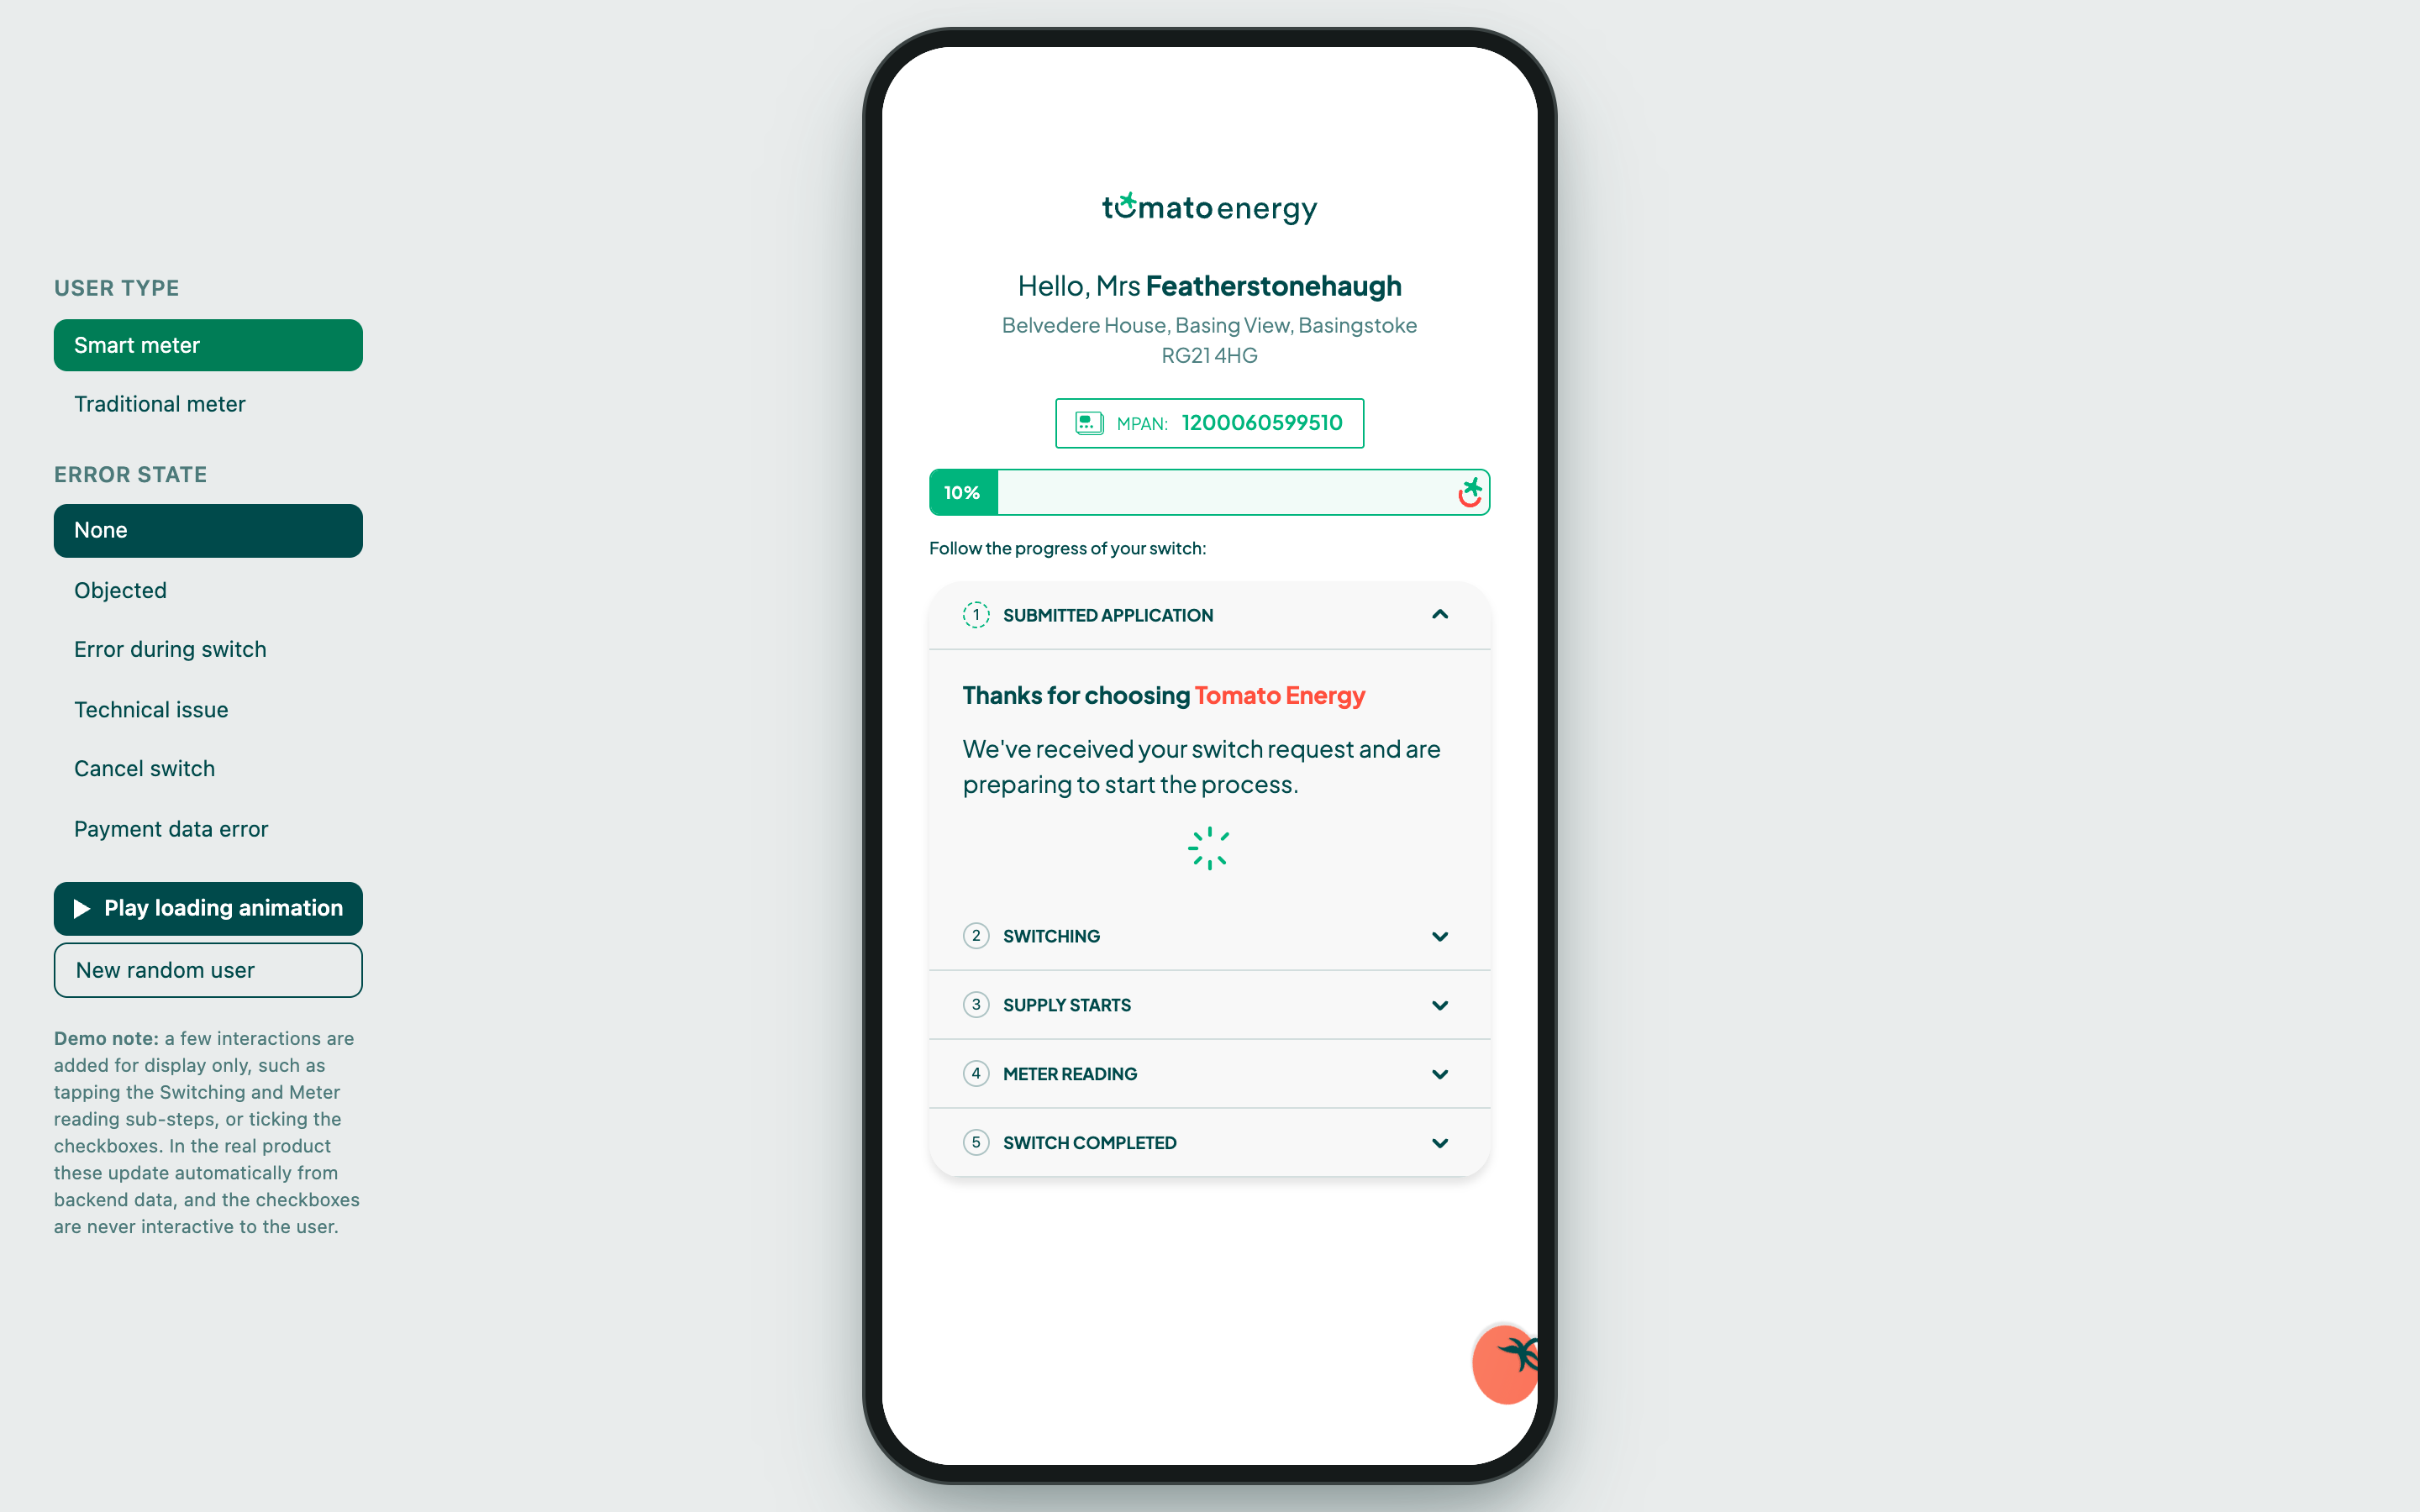 USER TYPE
Smart meter
Traditional meter
ERROR STATE
None
Objected
Error during switch
Technical issue
Cancel switch
Payment data error
Play loading animation
New random user
Demo note: a few interactions are
added for display only, such as
tapping the Switching and Meter
reading sub-steps, or ticking the
checkboxes. In the real product
these update automatically from
backend data, and the checkboxes
are never interactive to the user.
tomato energy
Hello, Mrs Featherstonehaugh
Belvedere House, Basing View, Basingstoke
RG21 4HG
MPAN: 1200060599510
10%
Follow the progress of your switch:
1 SUBMITTED APPLICATION
Thanks for choosing Tomato Energy
We've received your switch request and are
preparing to start the process.
2 SWITCHING
3 SUPPLY STARTS
4 METER READING
5 SWITCH COMPLETED